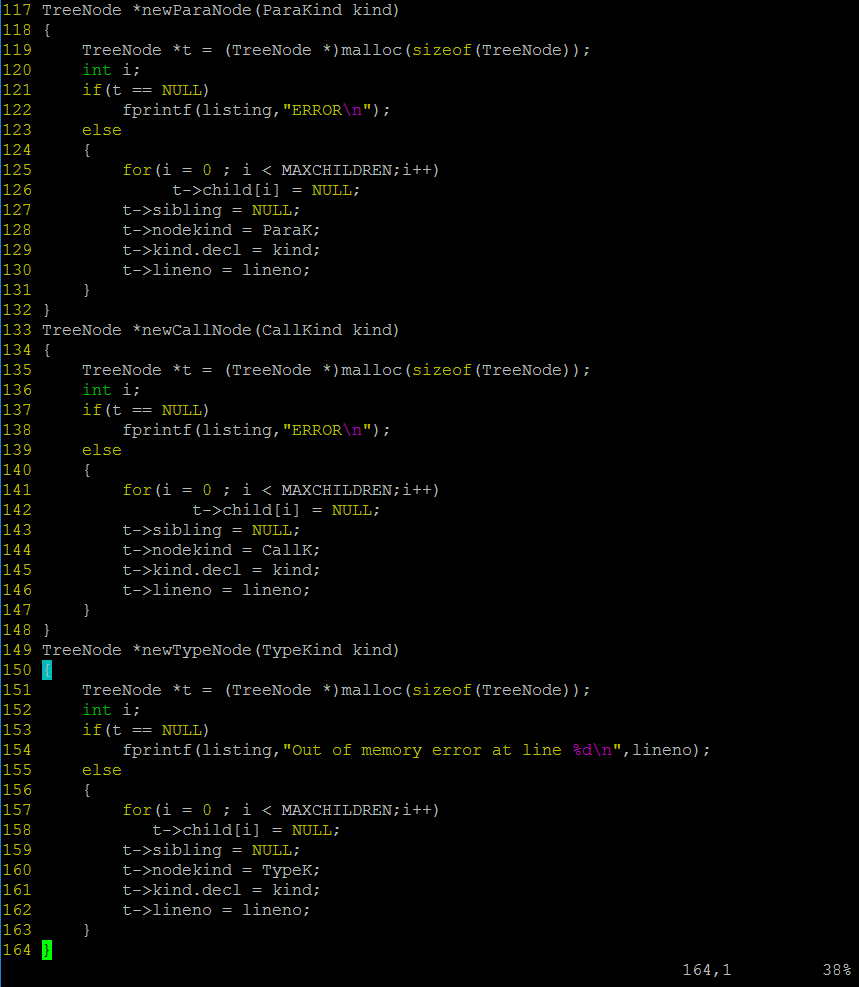 117 TreeNode *newParaNode(ParaKind kind)
118 {
119     TreeNode *t = (TreeNode *)malloc(sizeof(TreeNode));
120     int i;
121     if(t == NULL)
122         fprintf(listing,"ERROR\n");
123     else
124     {
125         for(i = 0 ; i < MAXCHILDREN;i++)
126              t->child[i] = NULL;
127         t->sibling = NULL;
128         t->nodekind = ParaK;
129         t->kind.decl = kind;
130         t->lineno = lineno;
131     }
132 }
133 TreeNode *newCallNode(CallKind kind)
134 {
135     TreeNode *t = (TreeNode *)malloc(sizeof(TreeNode));
136     int i;
137     if(t == NULL)
138         fprintf(listing,"ERROR\n");
139     else
140     {
141         for(i = 0 ; i < MAXCHILDREN;i++)
142                t->child[i] = NULL;
143         t->sibling = NULL;
144         t->nodekind = CallK;
145         t->kind.decl = kind;
146         t->lineno = lineno;
147     }
148 }
149 TreeNode *newTypeNode(TypeKind kind)
150 {
151     TreeNode *t = (TreeNode *)malloc(sizeof(TreeNode));
152     int i;
153     if(t == NULL)
154         fprintf(listing,"Out of memory error at line %d\n",lineno);
155     else
156     {
157         for(i = 0 ; i < MAXCHILDREN;i++)
158            t->child[i] = NULL;
159         t->sibling = NULL;
160         t->nodekind = TypeK;
161         t->kind.decl = kind;
162         t->lineno = lineno;
163     }
164 }
164,1 38%